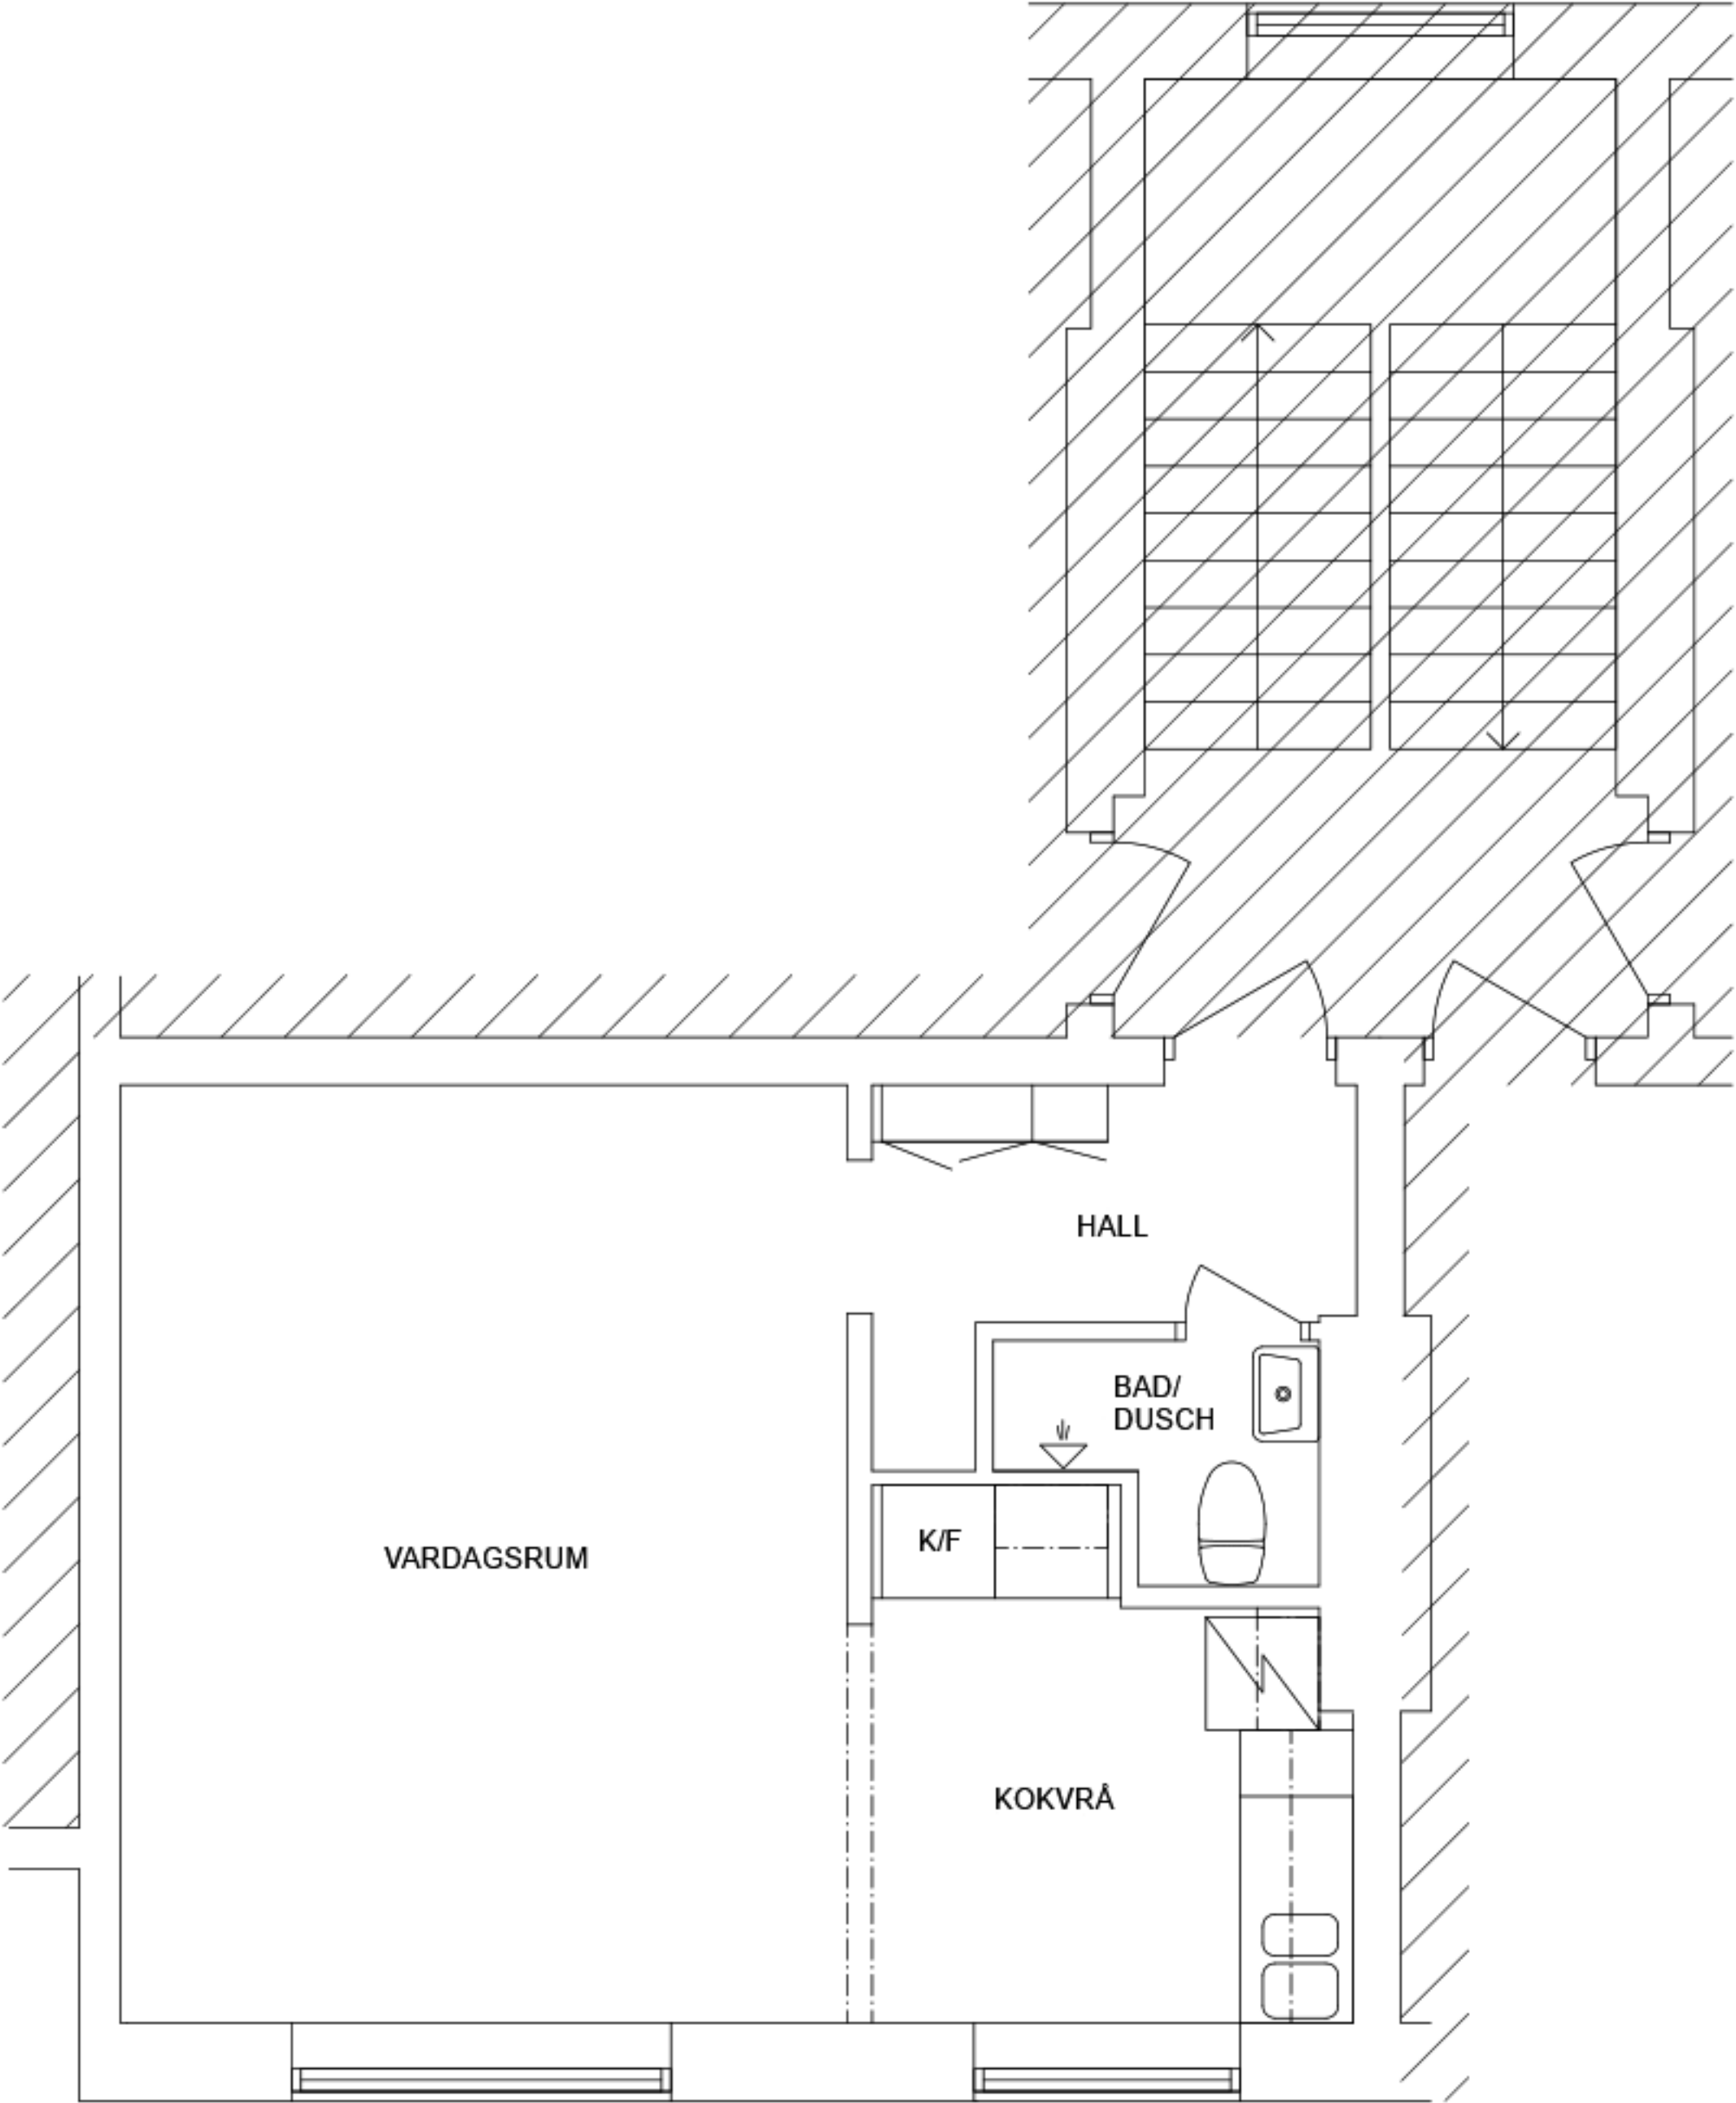 HALL
BAD/
DUSCH
K/F
VARDAGSRUM
KOKVRÅ